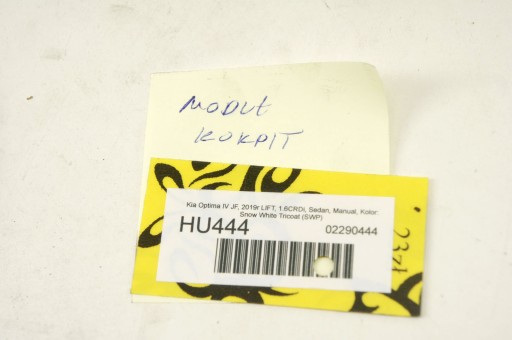 MODUŁ
KOKPIT
Kia Optima IV JF, 2019r LIFT, 1.6CRDi, Sedan, Manual, Kolor:
Snow White Tricoat (SWP)
HU444
02290444
23zł